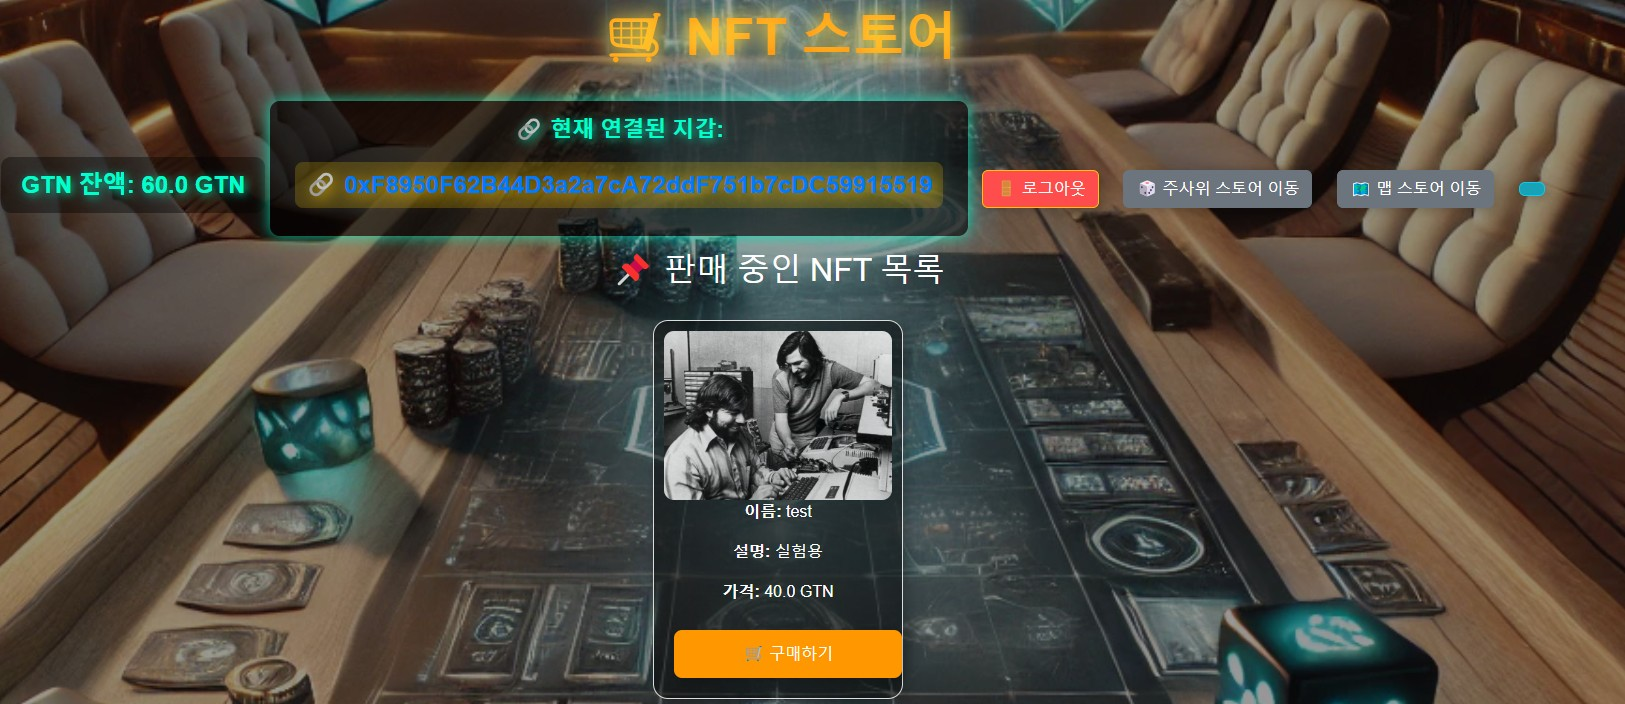 🛒 NFT 스토어
🔗 현재 연결된 지갑:
GTN 잔액: 60.0 GTN
🔗 0xF8950F62B44D3a2a7cA72ddF751b7cDC59915519
🚪 로그아웃
🎲 주사위 스토어 이동
🗺️ 맵 스토어 이동
📌 판매 중인 NFT 목록
이름: test
설명: 실험용
가격: 40.0 GTN
🛒 구매하기